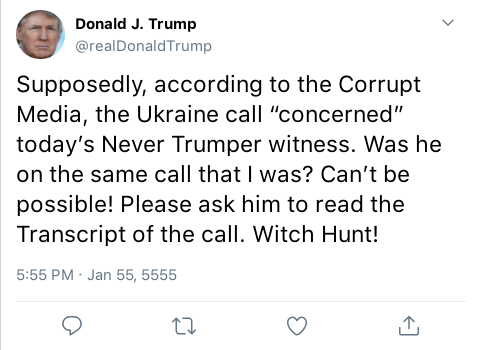 Donald J. Trump
@realDonaldTrump
Supposedly, according to the Corrupt
Media, the Ukraine call “concerned”
today’s Never Trumper witness. Was he
on the same call that I was? Can’t be
possible! Please ask him to read the
Transcript of the call. Witch Hunt!
5:55 PM · Jan 55, 5555